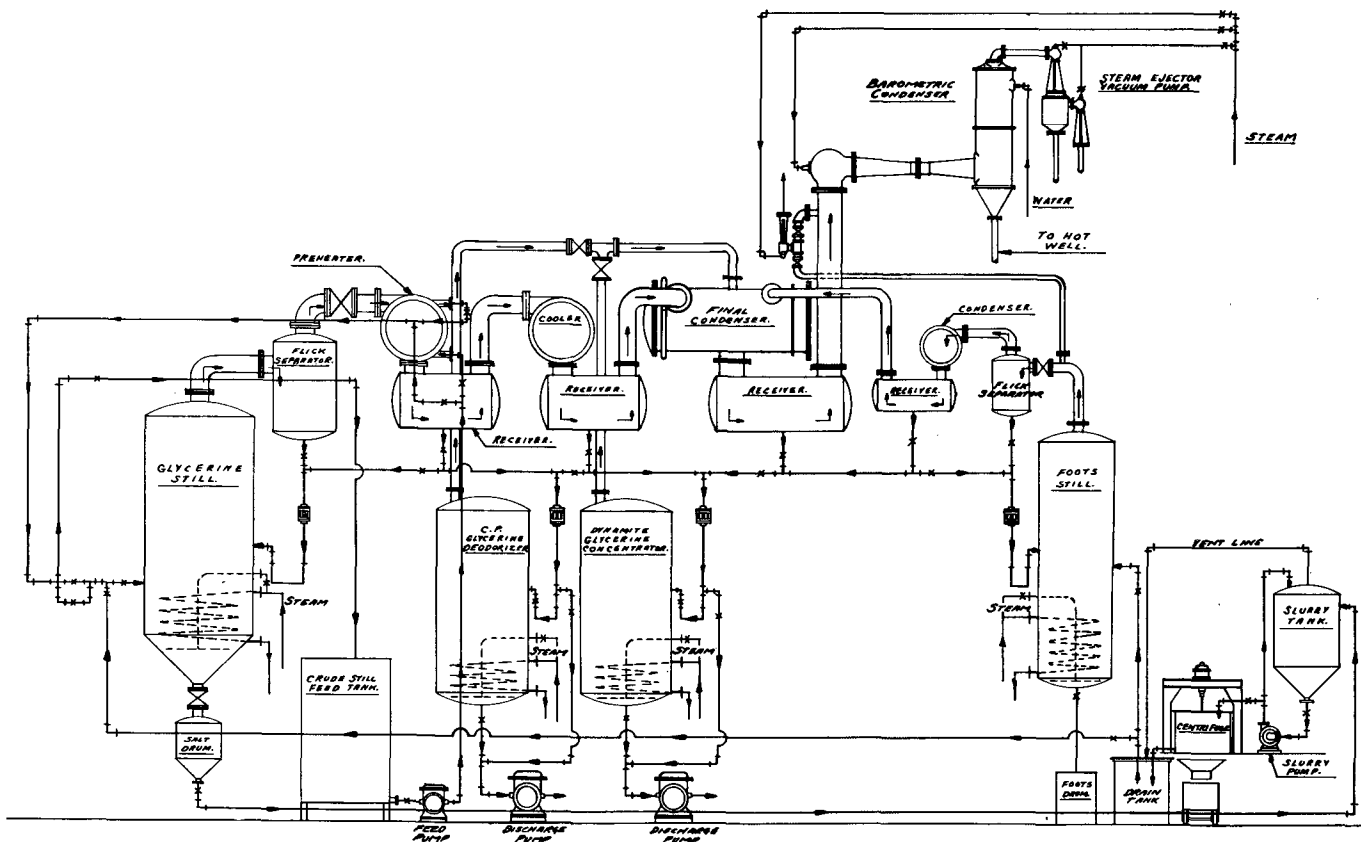 BAROMETRIC
CONDENSER
STEAM EJECTOR
VACUUM PUMP.
STEAM
WATER
TO HOT
WELL.
PREHEATER.
COOLER
FINAL
CONDENSER.
CONDENSER.
FLICK
SEPARATOR.
RECEIVER.
RECEIVER.
RECEIVER.
RECEIVER.
FLICK
SEPARATOR
GLYCERINE
STILL.
C.P.
GLYCERINE
DEODORIZER
DYNAMITE
GLYCERINE
CONCENTRATOR.
FOOTS
STILL.
VENT LINE
STEAM
STEAM
STEAM
STEAM
SLURRY
TANK.
CRUDE STILL
FEED TANK.
SALT
DRUM.
CENTRIFUGE
SLURRY
PUMP.
FOOTS
DRUM.
DRAIN
TANK
FEED
PUMP
DISCHARGE
PUMP
DISCHARGE
PUMP